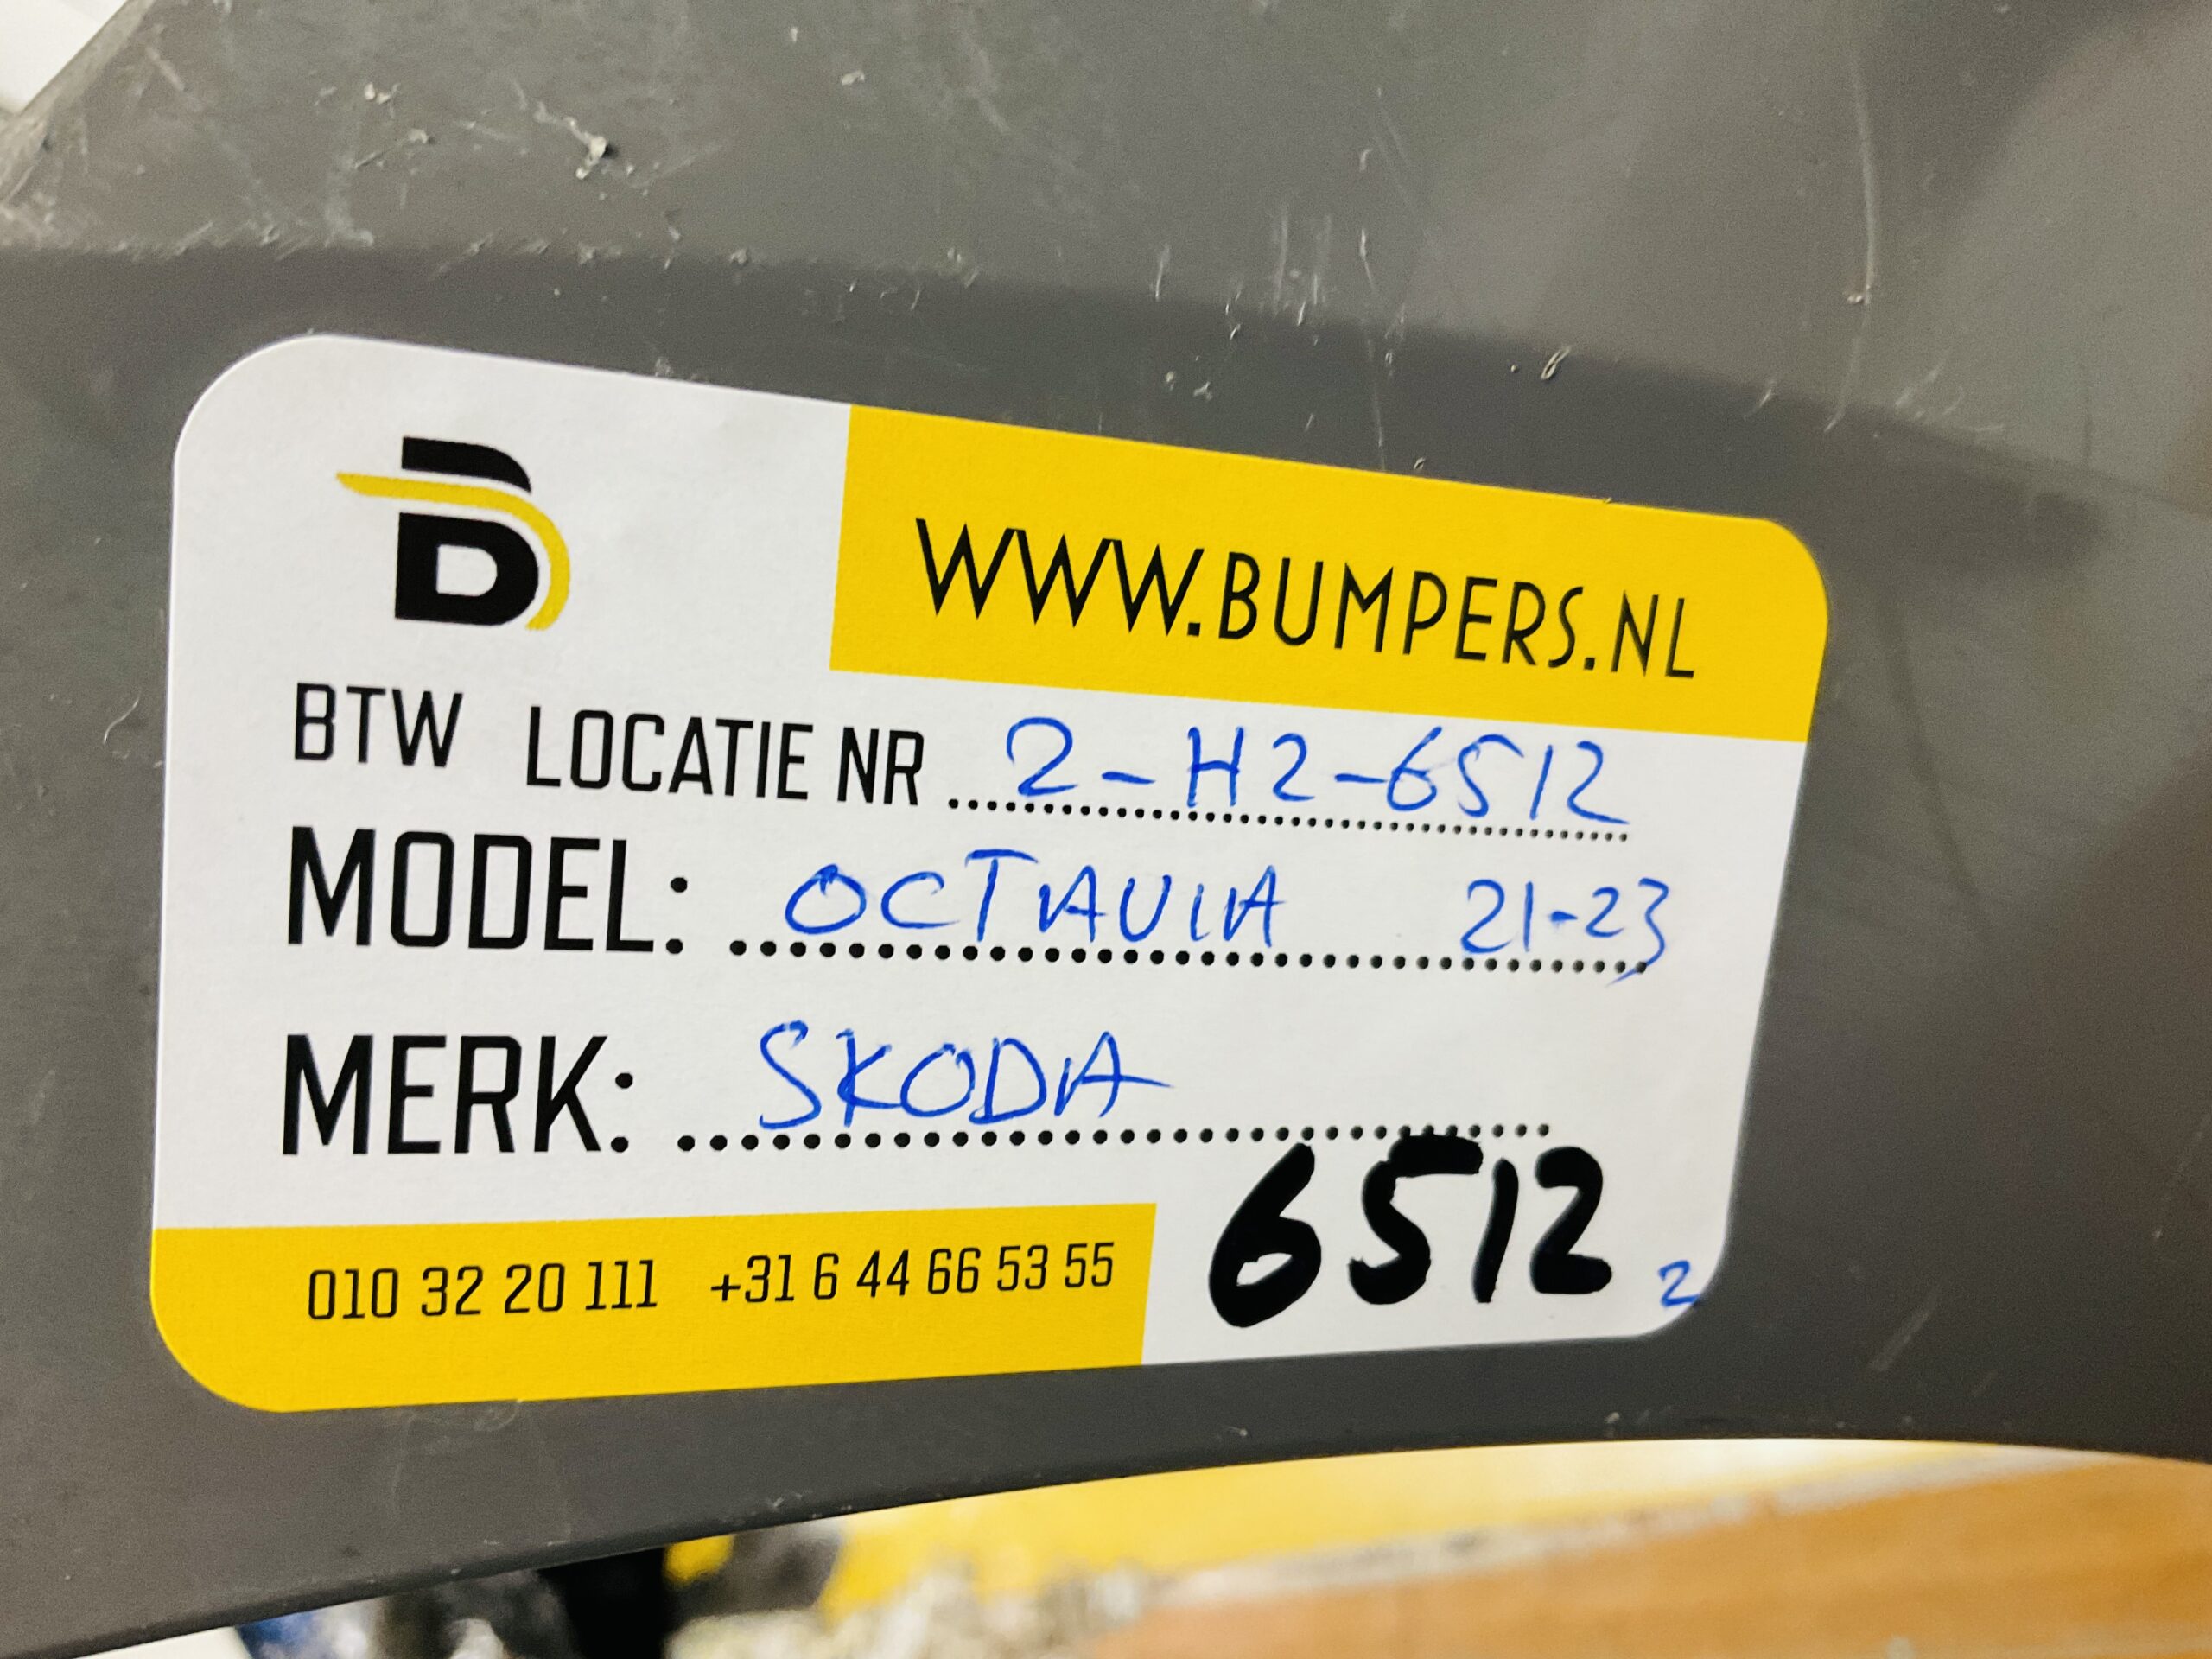 B
WWW.BUMPERS.NL
BTW LOCATIE NR 2-H2-6512
MODEL: OCTAVIA 21-23
MERK: SKODA
6512 2
010 32 20 111 +31 6 44 66 53 55